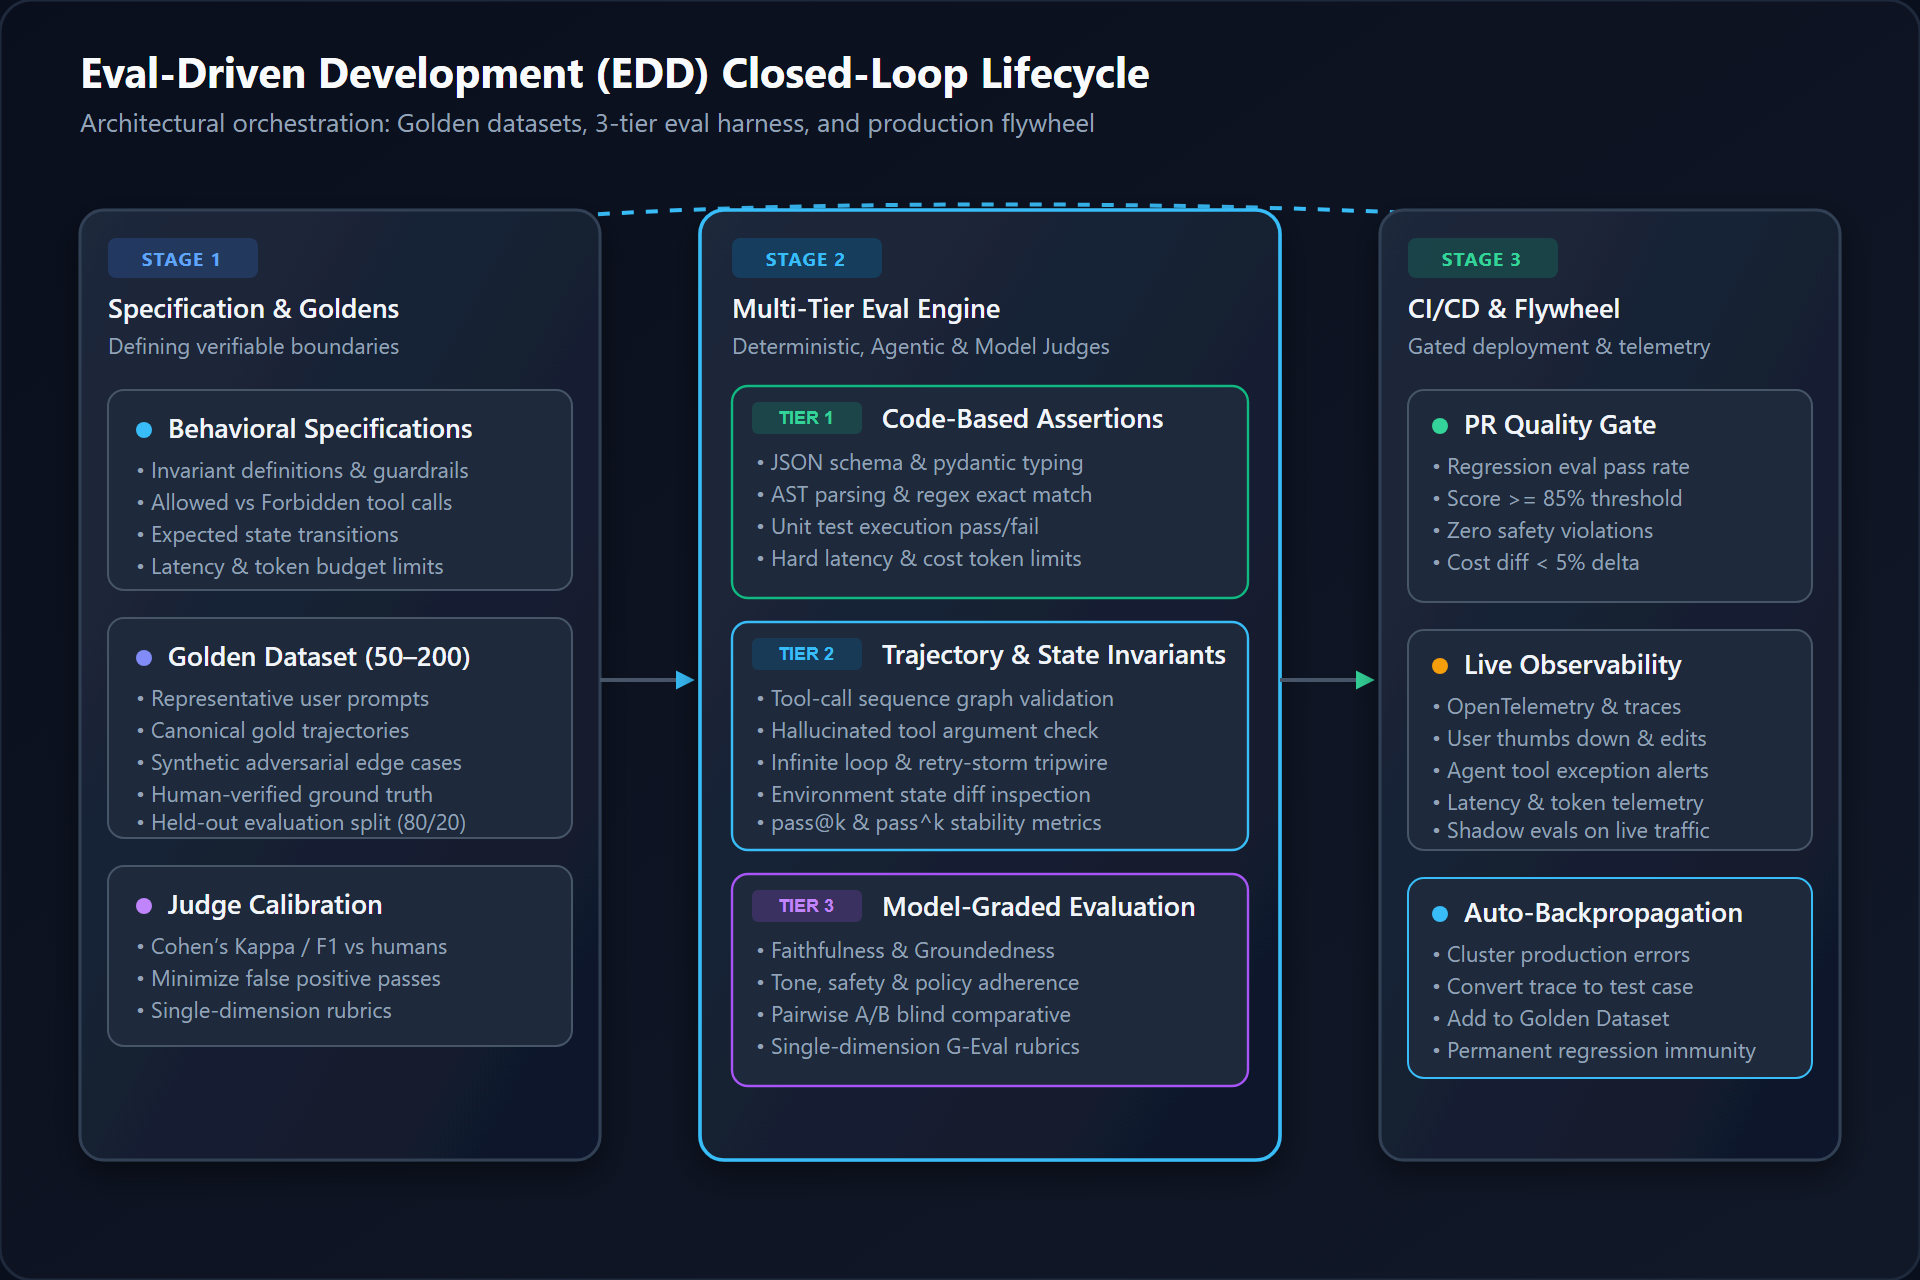 Eval-Driven Development (EDD) Closed-Loop Lifecycle
Architectural orchestration: Golden datasets, 3-tier eval harness, and production flywheel
STAGE 1
Specification & Goldens
Defining verifiable boundaries
Behavioral Specifications
• Invariant definitions & guardrails
• Allowed vs Forbidden tool calls
• Expected state transitions
• Latency & token budget limits
Golden Dataset (50–200)
• Representative user prompts
• Canonical gold trajectories
• Synthetic adversarial edge cases
• Human-verified ground truth
• Held-out evaluation split (80/20)
Judge Calibration
• Cohen's Kappa / F1 vs humans
• Minimize false positive passes
• Single-dimension rubrics
STAGE 2
Multi-Tier Eval Engine
Deterministic, Agentic & Model Judges
TIER 1
Code-Based Assertions
• JSON schema & pydantic typing
• AST parsing & regex exact match
• Unit test execution pass/fail
• Hard latency & cost token limits
TIER 2
Trajectory & State Invariants
• Tool-call sequence graph validation
• Hallucinated tool argument check
• Infinite loop & retry-storm tripwire
• Environment state diff inspection
• pass@k & pass^k stability metrics
TIER 3
Model-Graded Evaluation
• Faithfulness & Groundedness
• Tone, safety & policy adherence
• Pairwise A/B blind comparative
• Single-dimension G-Eval rubrics
STAGE 3
CI/CD & Flywheel
Gated deployment & telemetry
PR Quality Gate
• Regression eval pass rate
• Score >= 85% threshold
• Zero safety violations
• Cost diff < 5% delta
Live Observability
• OpenTelemetry & traces
• User thumbs down & edits
• Agent tool exception alerts
• Latency & token telemetry
• Shadow evals on live traffic
Auto-Backpropagation
• Cluster production errors
• Convert trace to test case
• Add to Golden Dataset
• Permanent regression immunity